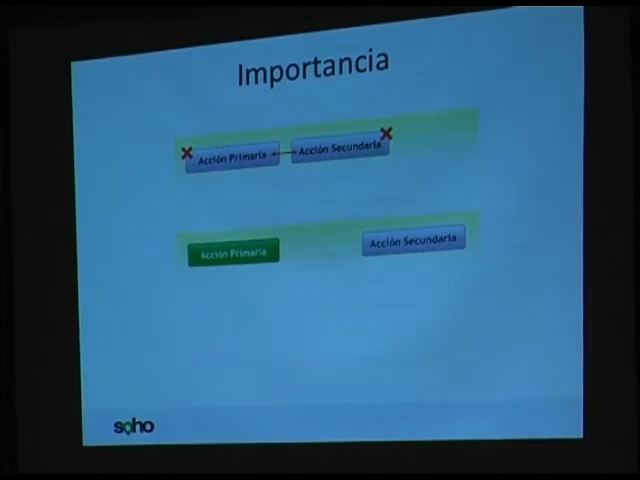 Importancia
Acción Primaria
Acción Secundaria
Acción Primaria
Acción Secundaria
soho